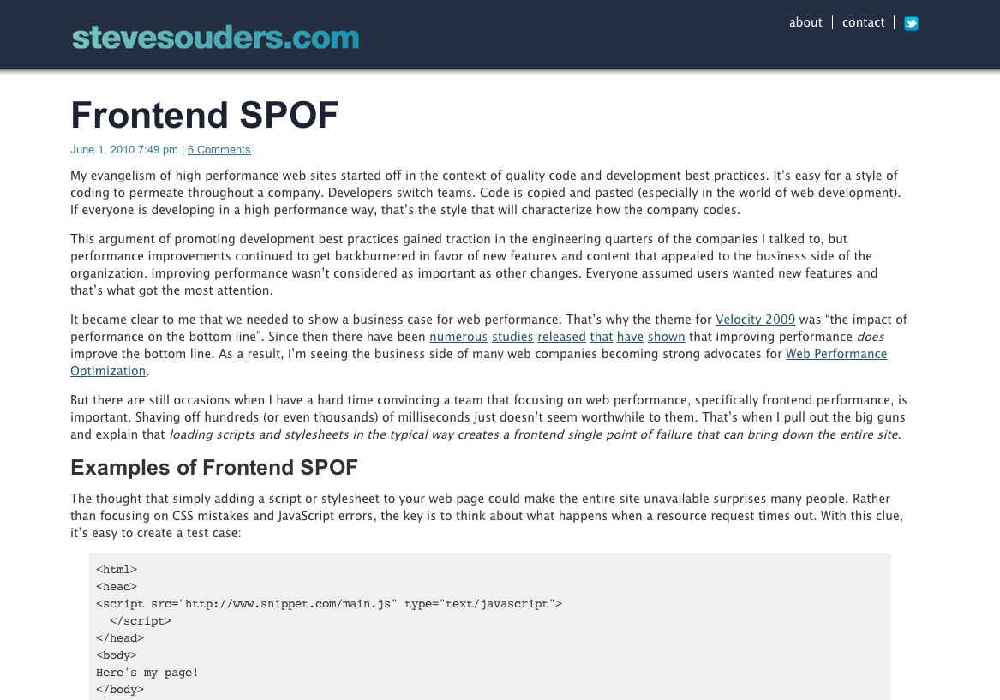 stevesouders.com
about | contact |
Frontend SPOF
June 1, 2010 7:49 pm | 6 Comments
My evangelism of high performance web sites started off in the context of quality code and development best practices. It’s easy for a style of
coding to permeate throughout a company. Developers switch teams. Code is copied and pasted (especially in the world of web development).
If everyone is developing in a high performance way, that’s the style that will characterize how the company codes.
This argument of promoting development best practices gained traction in the engineering quarters of the companies I talked to, but
performance improvements continued to get backburnered in favor of new features and content that appealed to the business side of the
organization. Improving performance wasn’t considered as important as other changes. Everyone assumed users wanted new features and
that’s what got the most attention.
It became clear to me that we needed to show a business case for web performance. That’s why the theme for Velocity 2009 was “the impact of
performance on the bottom line”. Since then there have been numerous studies released that have shown that improving performance does
improve the bottom line. As a result, I’m seeing the business side of many web companies becoming strong advocates for Web Performance
Optimization.
But there are still occasions when I have a hard time convincing a team that focusing on web performance, specifically frontend performance, is
important. Shaving off hundreds (or even thousands) of milliseconds just doesn’t seem worthwhile to them. That’s when I pull out the big guns
and explain that loading scripts and stylesheets in the typical way creates a frontend single point of failure that can bring down the entire site.
Examples of Frontend SPOF
The thought that simply adding a script or stylesheet to your web page could make the entire site unavailable surprises many people. Rather
than focusing on CSS mistakes and JavaScript errors, the key is to think about what happens when a resource request times out. With this clue,
it’s easy to create a test case:
<html>
<head>
<script src="http://www.snippet.com/main.js" type="text/javascript">
  </script>
</head>
<body>
Here's my page!
</body>